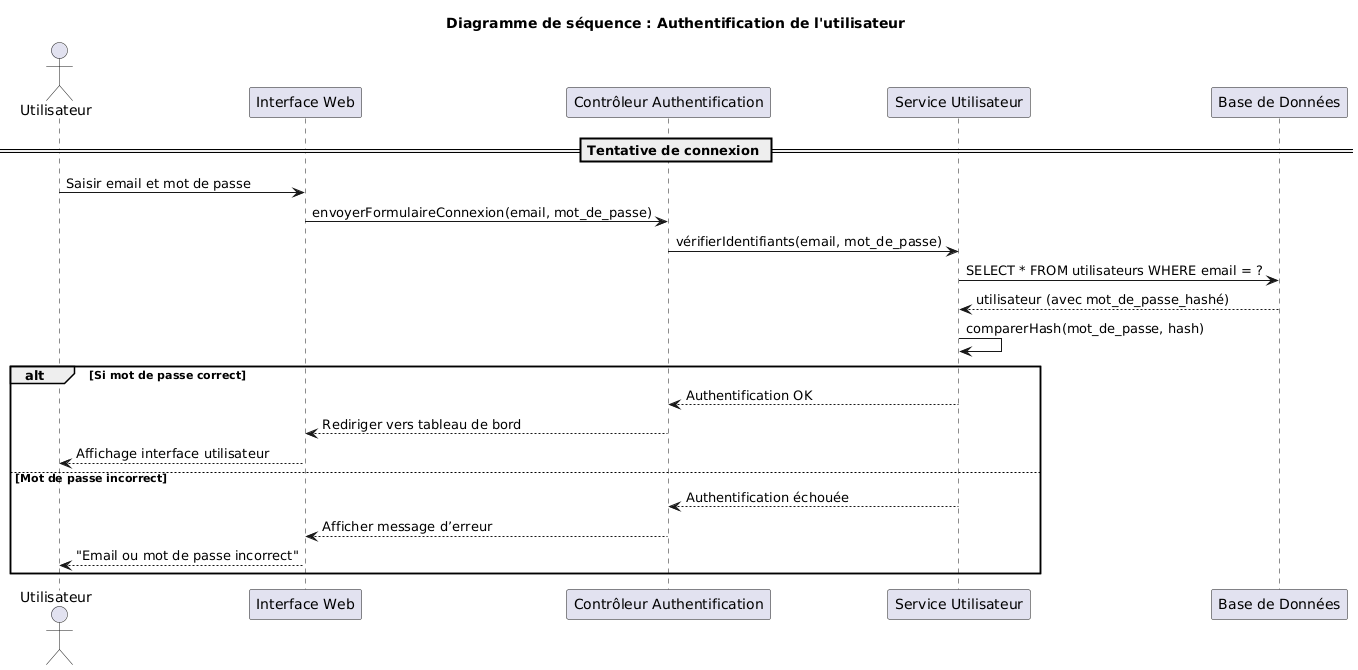 Diagramme de séquence : Authentification de l'utilisateur
Utilisateur
Interface Web
Contrôleur Authentification
Service Utilisateur
Base de Données
Tentative de connexion
Saisir email et mot de passe
envoyerFormulaireConnexion(email, mot_de_passe)
vérifierIdentifiants(email, mot_de_passe)
SELECT * FROM utilisateurs WHERE email = ?
utilisateur (avec mot_de_passe_hashé)
comparerHash(mot_de_passe, hash)
alt
[Si mot de passe correct]
Authentification OK
Rediriger vers tableau de bord
Affichage interface utilisateur
[Mot de passe incorrect]
Authentification échouée
Afficher message d’erreur
"Email ou mot de passe incorrect"
Utilisateur
Interface Web
Contrôleur Authentification
Service Utilisateur
Base de Données